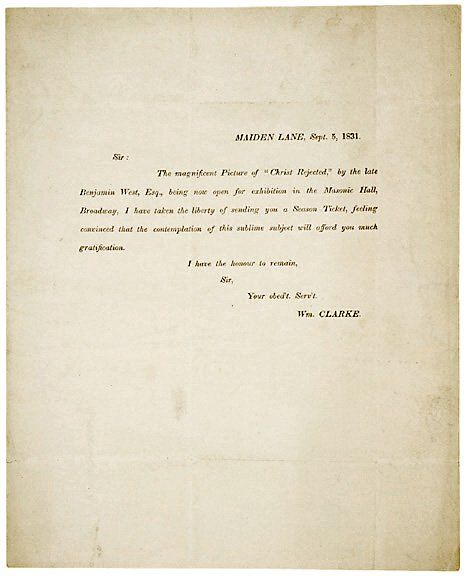 MAIDEN LANE, Sept. 5, 1831.
Sir:
The magnificent Picture of "Christ Rejected," by the late
Benjamin West, Esq., being now open for exhibition in the Masonic Hall,
Broadway, I have taken the liberty of sending you a Season Ticket, feeling
convinced that the contemplation of this sublime subject will afford you much
gratification.
I have the honour to remain,
Sir,
Your obed't. Serv't.
Wm. CLARKE.